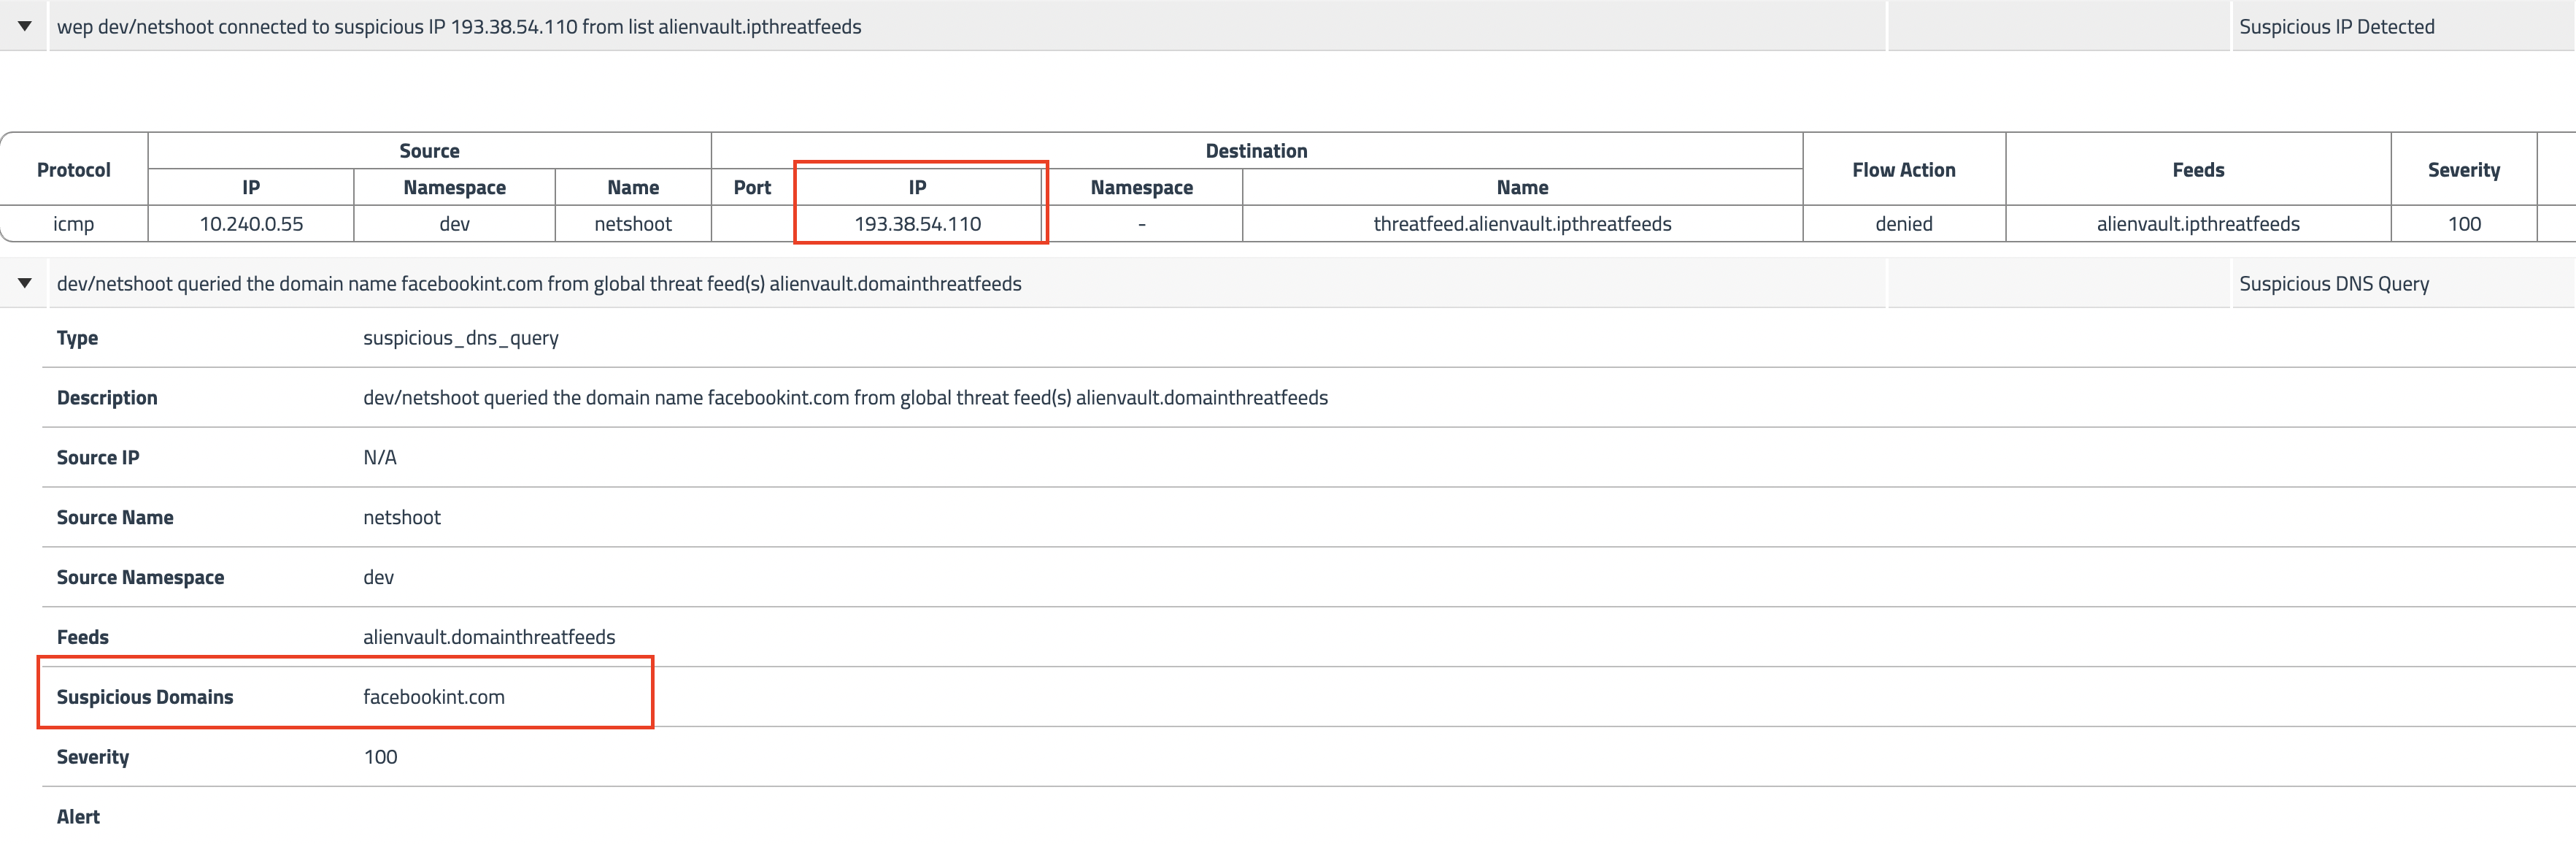 wep dev/netshoot connected to suspicious IP 193.38.54.110 from list alienvault.ipthreatfeeds Suspicious IP Detected
Protocol Source Destination Flow Action Feeds Severity
IP Namespace Name Port IP Namespace Name
icmp 10.240.0.55 dev netshoot 193.38.54.110 - threatfeed.alienvault.ipthreatfeeds denied alienvault.ipthreatfeeds 100
dev/netshoot queried the domain name facebookint.com from global threat feed(s) alienvault.domainthreatfeeds Suspicious DNS Query
Type suspicious_dns_query
Description dev/netshoot queried the domain name facebookint.com from global threat feed(s) alienvault.domainthreatfeeds
Source IP N/A
Source Name netshoot
Source Namespace dev
Feeds alienvault.domainthreatfeeds
Suspicious Domains facebookint.com
Severity 100
Alert